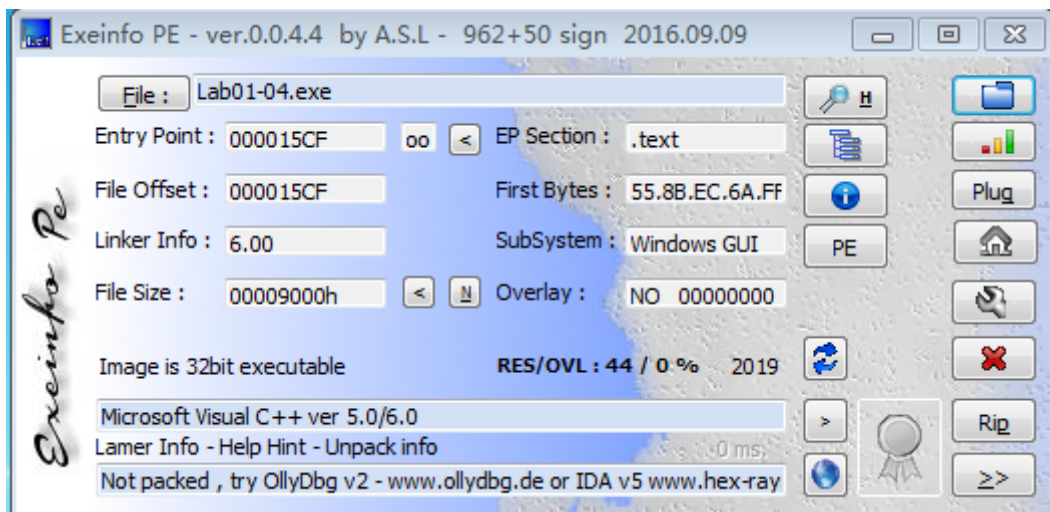 Exeinfo PE - ver.0.0.4.4 by A.S.L - 962+50 sign 2016.09.09
File : Lab01-04.exe H
Entry Point : 000015CF oo < EP Section : .text
File Offset : 000015CF First Bytes : 55.8B.EC.6A.FF Plug
Linker Info : 6.00 SubSystem : Windows GUI PE
File Size : 00009000h < N Overlay : NO 00000000
Image is 32bit executable RES/OVL : 44 / 0 % 2019
Microsoft Visual C++ ver 5.0/6.0 > Rip
Lamer Info - Help Hint - Unpack info 0 ms.
Not packed , try OllyDbg v2 - www.ollydbg.de or IDA v5 www.hex-ray >>
Exeinfo Pe